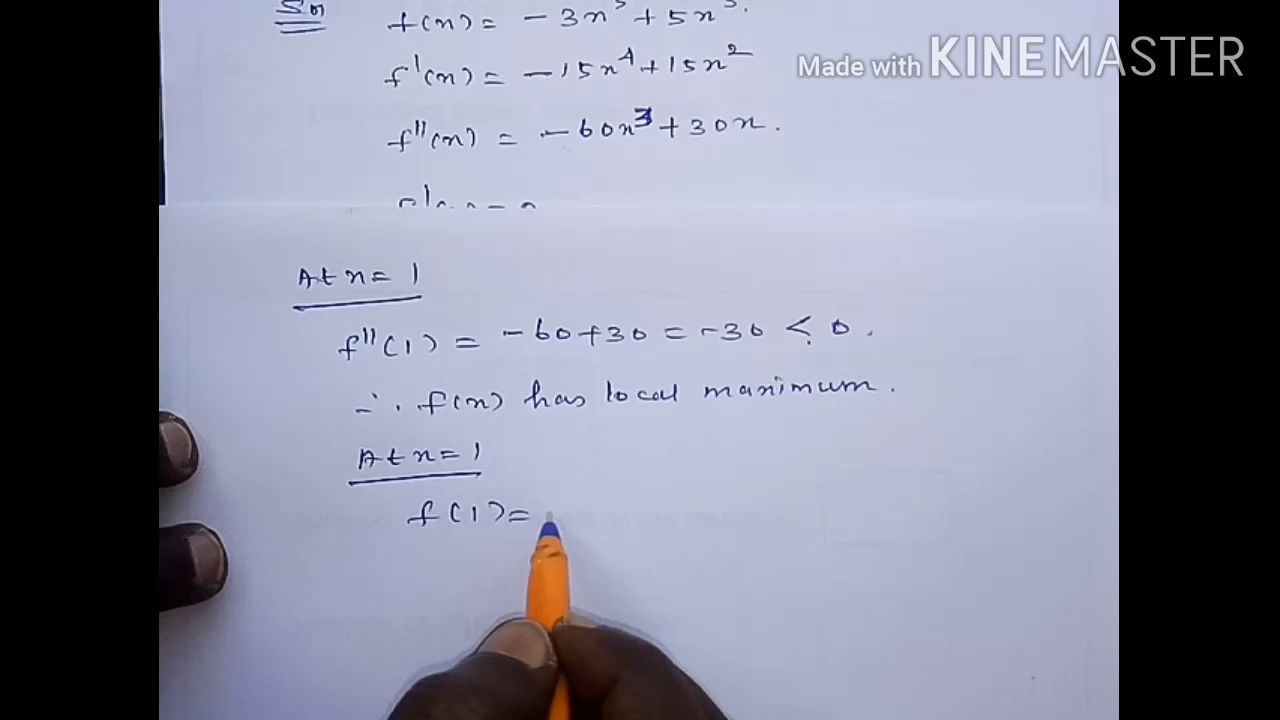 Sol f(x) = -3x⁵ + 5x³.
Made with KINEMASTER
f'(x) = -15x⁴ + 15x²
f''(x) = -60x³ + 30x.
At x = 1
f''(1) = -60+30 = -30 < 0.
∴ f(x) has local maximum.
At x = 1
f(1) =